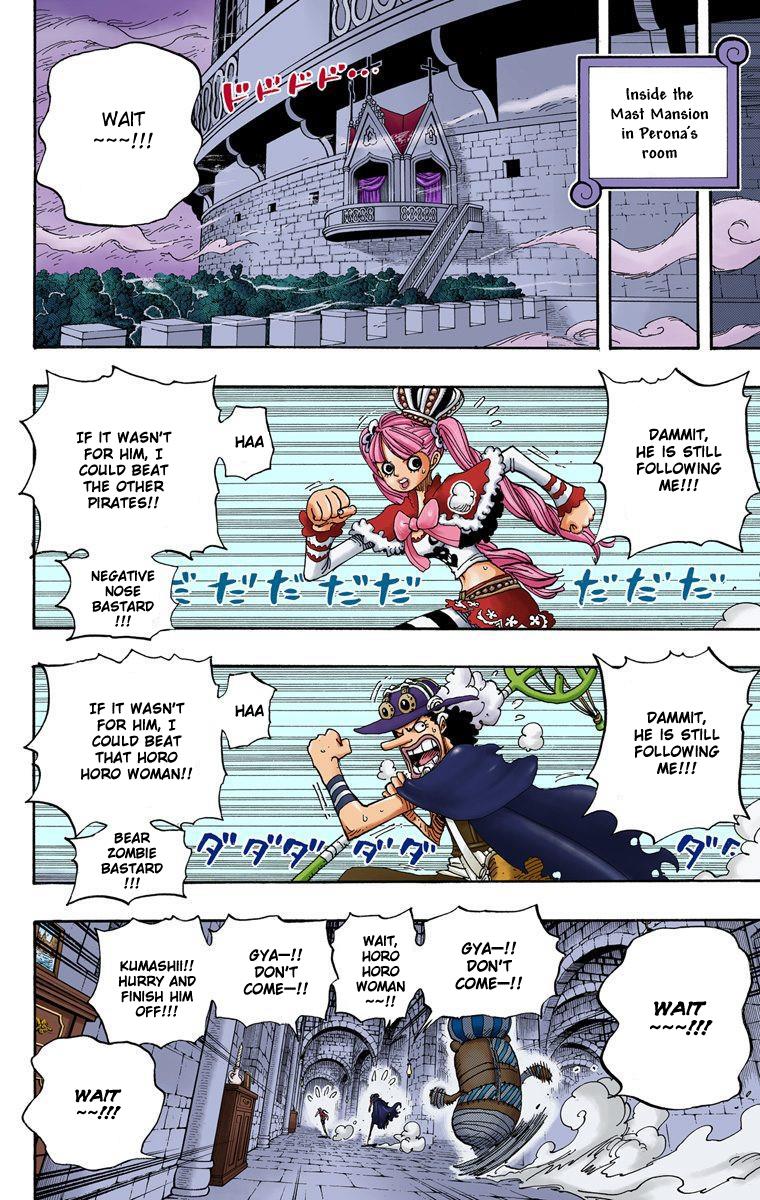 Inside the
Mast Mansion
in Perona's
room
WAIT
~~~!!!
ドドドド...
DAMMIT,
HE IS STILL
FOLLOWING
ME!!!
HAA
IF IT WASN'T
FOR HIM, I
COULD BEAT
THE OTHER
PIRATES!!
NEGATIVE
NOSE
BASTARD
!!!
だだだだ だだだ
DAMMIT,
HE IS STILL
FOLLOWING
ME!!!
HAA
IF IT WASN'T
FOR HIM, I
COULD BEAT
THAT HORO
HORO WOMAN!!
BEAR
ZOMBIE
BASTARD
!!!
ダダダダダ ダダ
WAIT
~~~!!!
GYA—!!
DON'T
COME—!!
WAIT,
HORO
HORO
WOMAN
~~!!
GYA—!!
DON'T
COME—!!
KUMASHII!!
HURRY AND
FINISH HIM
OFF!!!
WAIT
~~!!!